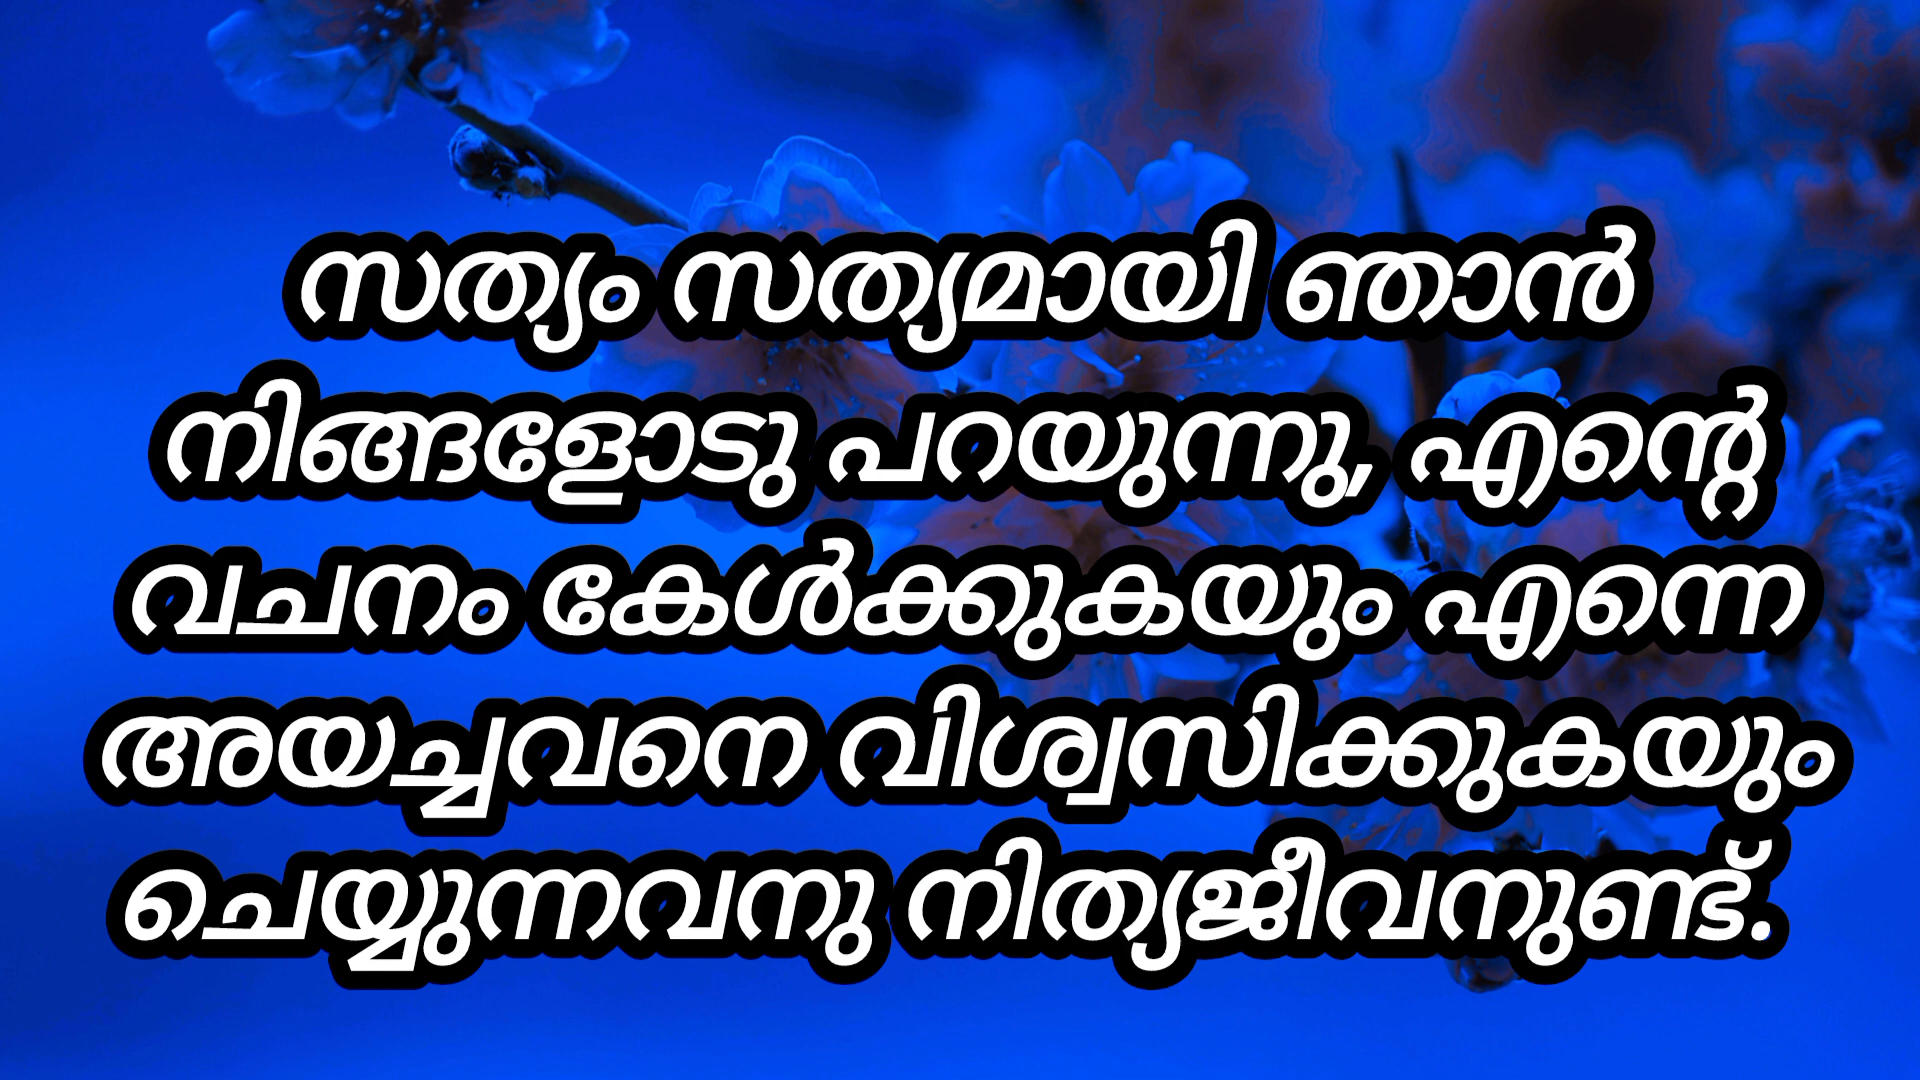 സത്യം സത്യമായി ഞാൻ
നിങ്ങളോടു പറയുന്നു, എന്റെ
വചനം കേൾക്കുകയും എന്നെ
അയച്ചവനെ വിശ്വസിക്കുകയും
ചെയ്യുന്നവനു നിത്യജീവനുണ്ട്.